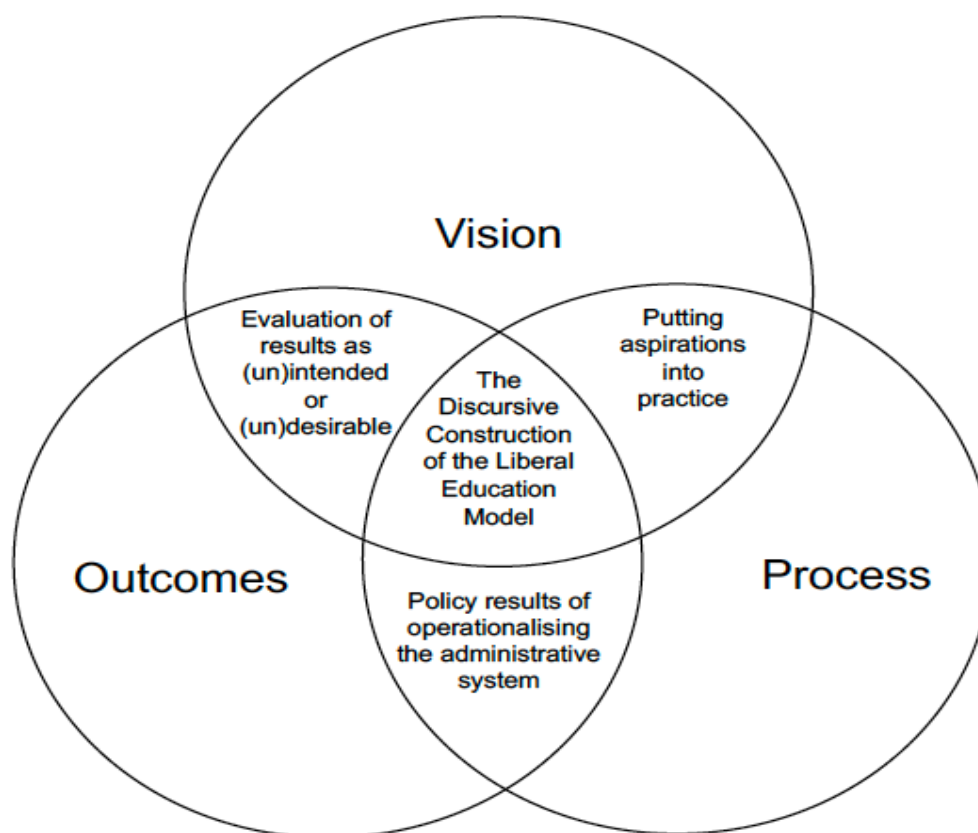 Vision
Evaluation of
results as
(un)intended
or
(un)desirable
The
Discursive
Construction
of the Liberal
Education
Model
Putting
aspirations
into
practice
Outcomes
Process
Policy results of
operationalising
the administrative
system